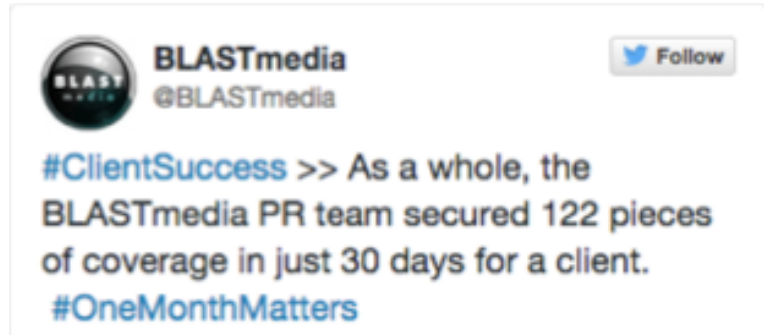 BLAST
media
BLASTmedia
@BLASTmedia
Follow
#ClientSuccess >> As a whole, the
BLASTmedia PR team secured 122 pieces
of coverage in just 30 days for a client.
#OneMonthMatters